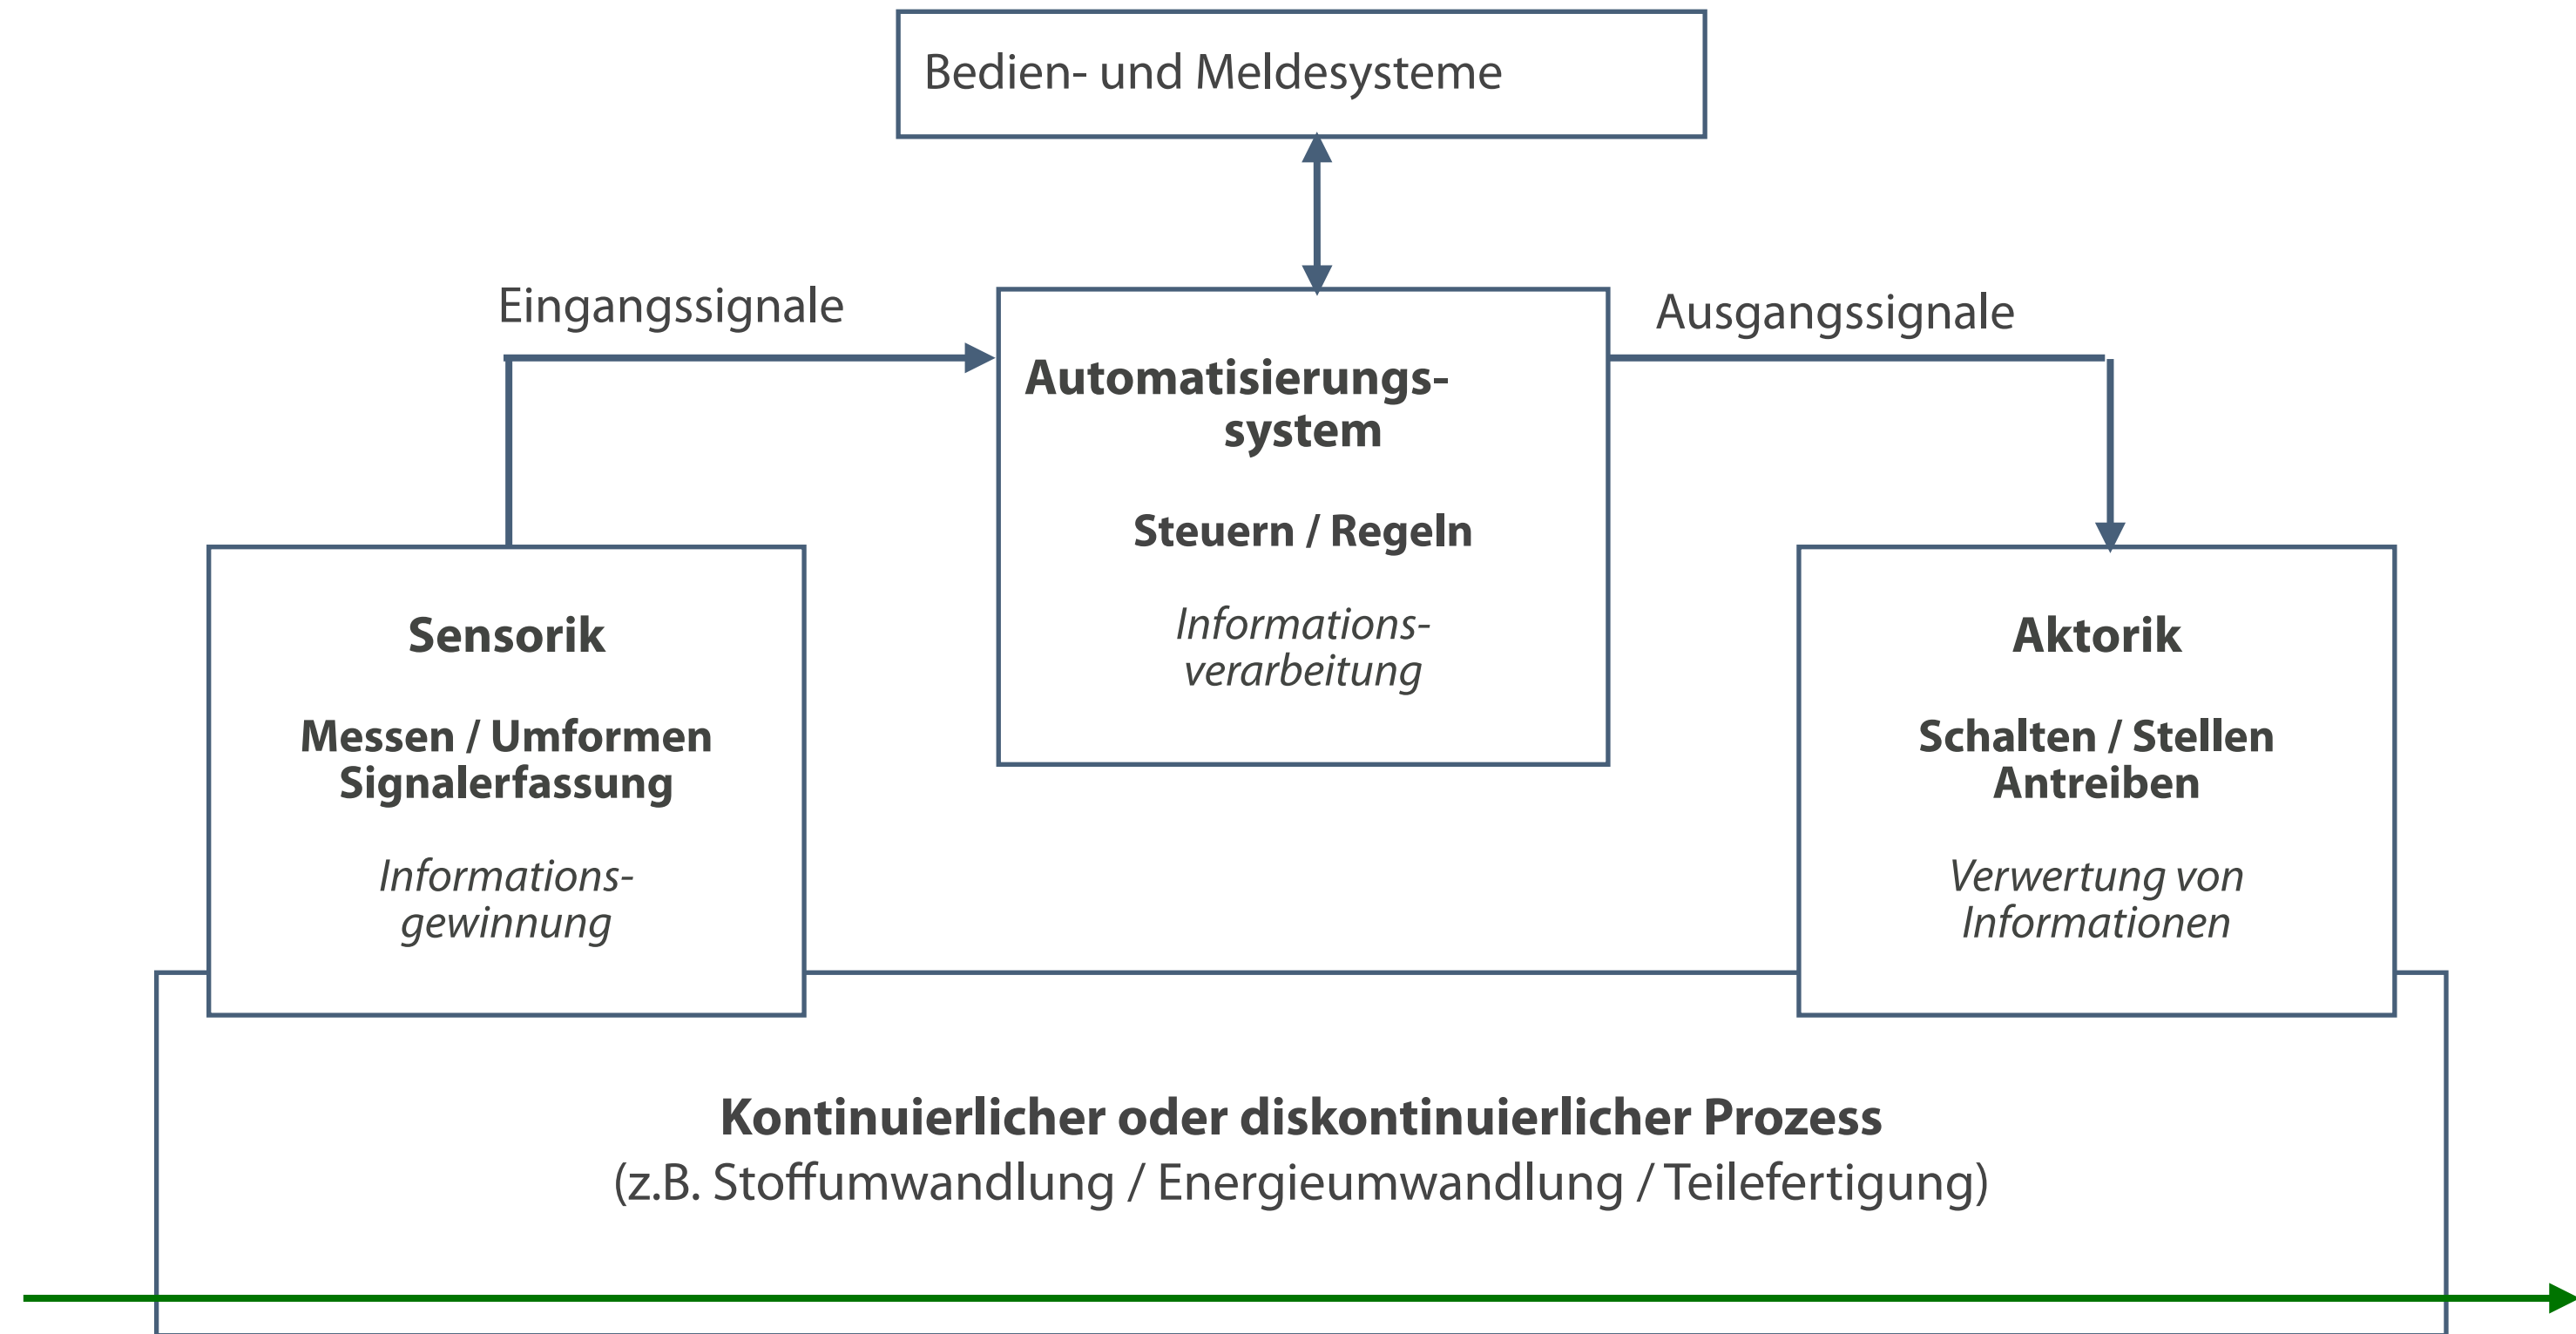 Bedien- und Meldesysteme
Eingangssignale
Ausgangssignale
Automatisierungs-
system
Steuern / Regeln
Informations-
verarbeitung
Sensorik
Messen / Umformen
Signalerfassung
Informations-
gewinnung
Aktorik
Schalten / Stellen
Antreiben
Verwertung von
Informationen
Kontinuierlicher oder diskontinuierlicher Prozess
(z.B. Stoffumwandlung / Energieumwandlung / Teilefertigung)